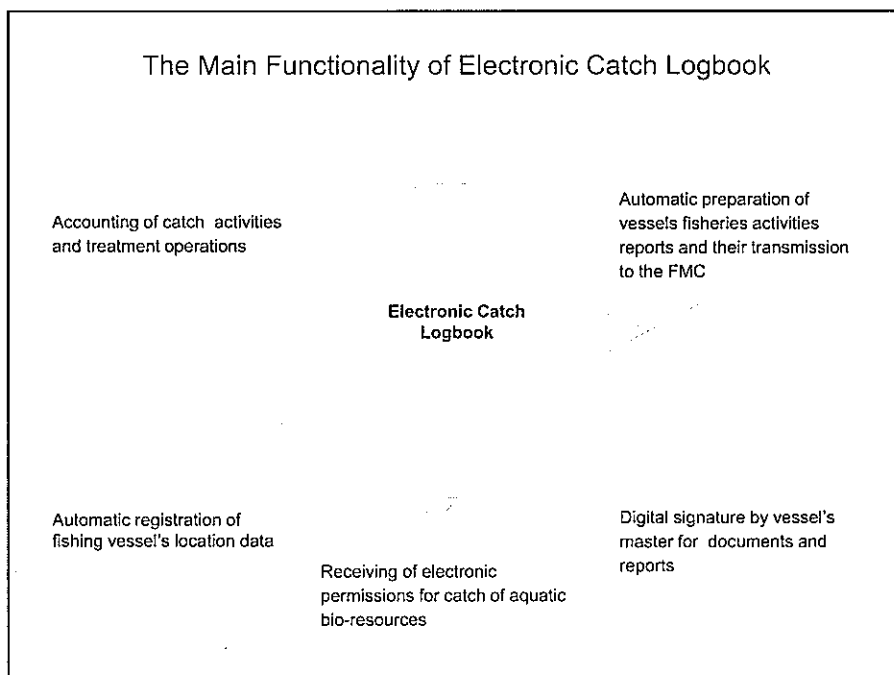 The Main Functionality of Electronic Catch Logbook
Accounting of catch activities
and treatment operations
Automatic preparation of
vessels fisheries activities
reports and their transmission
to the FMC
Electronic Catch
Logbook
Automatic registration of
fishing vessel's location data
Receiving of electronic
permissions for catch of aquatic
bio-resources
Digital signature by vessel's
master for documents and
reports